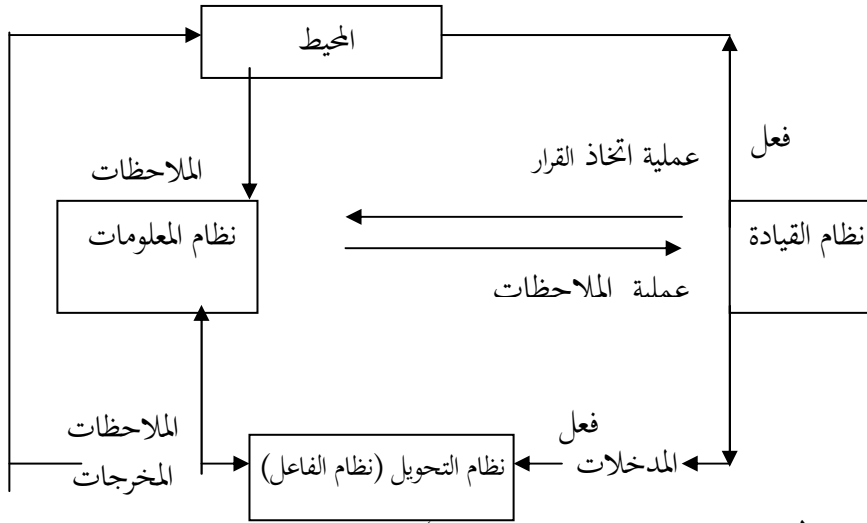 المحيط
فعل
عملية اتخاذ القرار
الملاحظات
نظام القيادة
نظام المعلومات
عملية الملاحظات
فعل
الملاحظات
المدخلات
نظام التحويل (نظام الفاعل)
المخرجات